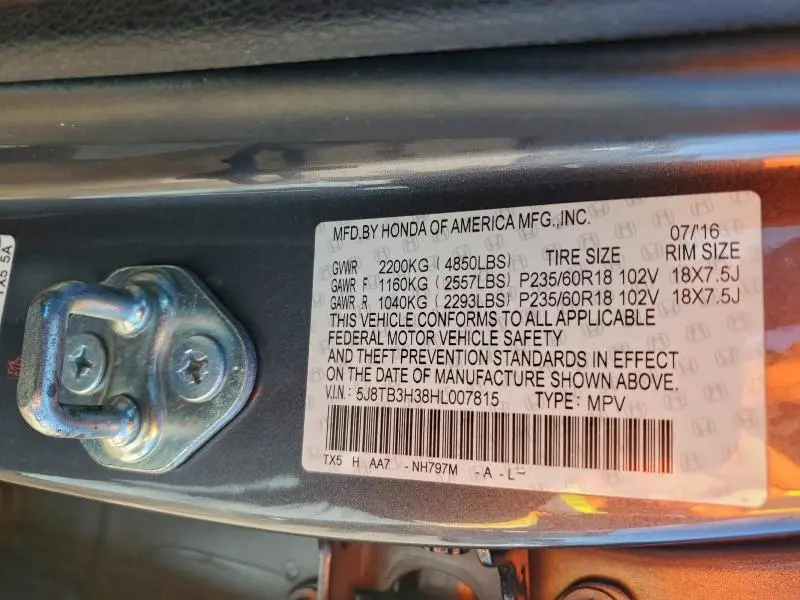 MFD.BY HONDA OF AMERICA MFG.,INC. 07/16
GVWR 2200KG (4850LBS) TIRE SIZE RIM SIZE
GAWR F 1160KG (2557LBS) P235/60R18 102V 18X7.5J
GAWR R 1040KG (2293LBS) P235/60R18 102V 18X7.5J
THIS VEHICLE CONFORMS TO ALL APPLICABLE
FEDERAL MOTOR VEHICLE SAFETY
AND THEFT PREVENTION STANDARDS IN EFFECT
ON THE DATE OF MANUFACTURE SHOWN ABOVE.
V.I.N: 5J8TB3H38HL007815 TYPE: MPV
TX5 H AA7 -NH797M -A -L-
TX5 5A